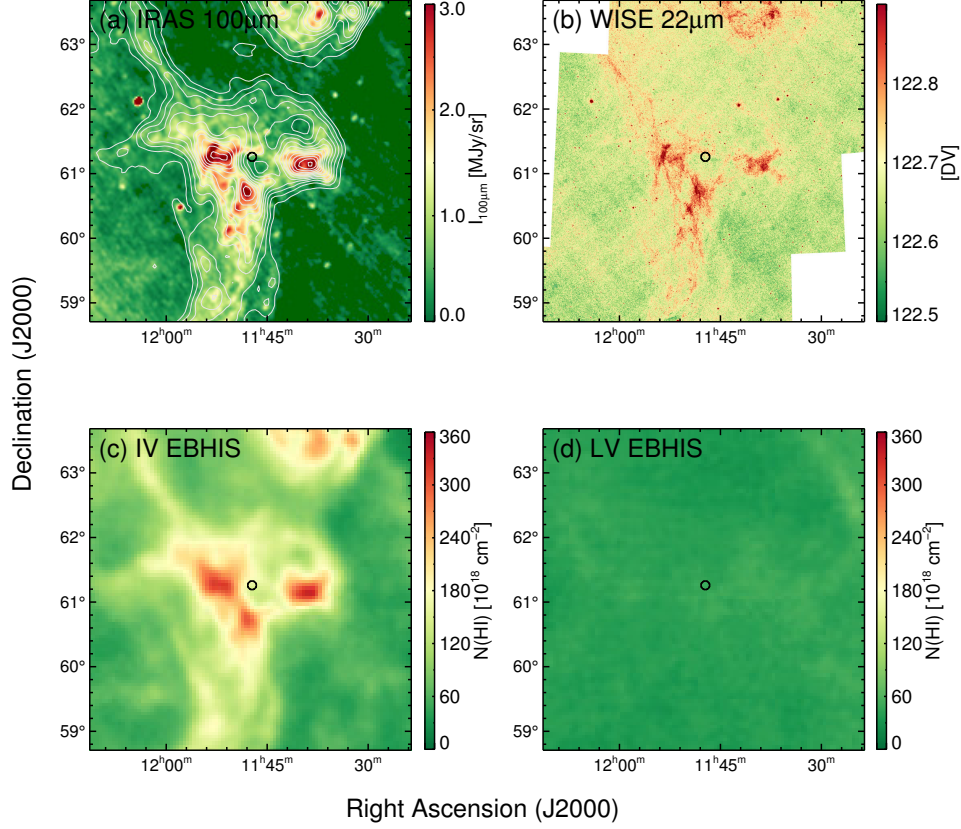 (a) IRAS 100µm
63°
62°
61°
60°
59°
12ʰ00ᵐ
11ʰ45ᵐ
30ᵐ
3.0
2.0
1.0
0.0
I₁₀₀µm [MJy/sr]
(b) WISE 22µm
63°
62°
61°
60°
59°
12ʰ00ᵐ
11ʰ45ᵐ
30ᵐ
122.8
122.7
122.6
122.5
[DV]
Declination (J2000)
(c) IV EBHIS
63°
62°
61°
60°
59°
12ʰ00ᵐ
11ʰ45ᵐ
30ᵐ
360
300
240
180
120
60
0
N(HI) [10¹⁸ cm⁻²]
(d) LV EBHIS
63°
62°
61°
60°
59°
12ʰ00ᵐ
11ʰ45ᵐ
30ᵐ
360
300
240
180
120
60
0
N(HI) [10¹⁸ cm⁻²]
Right Ascension (J2000)